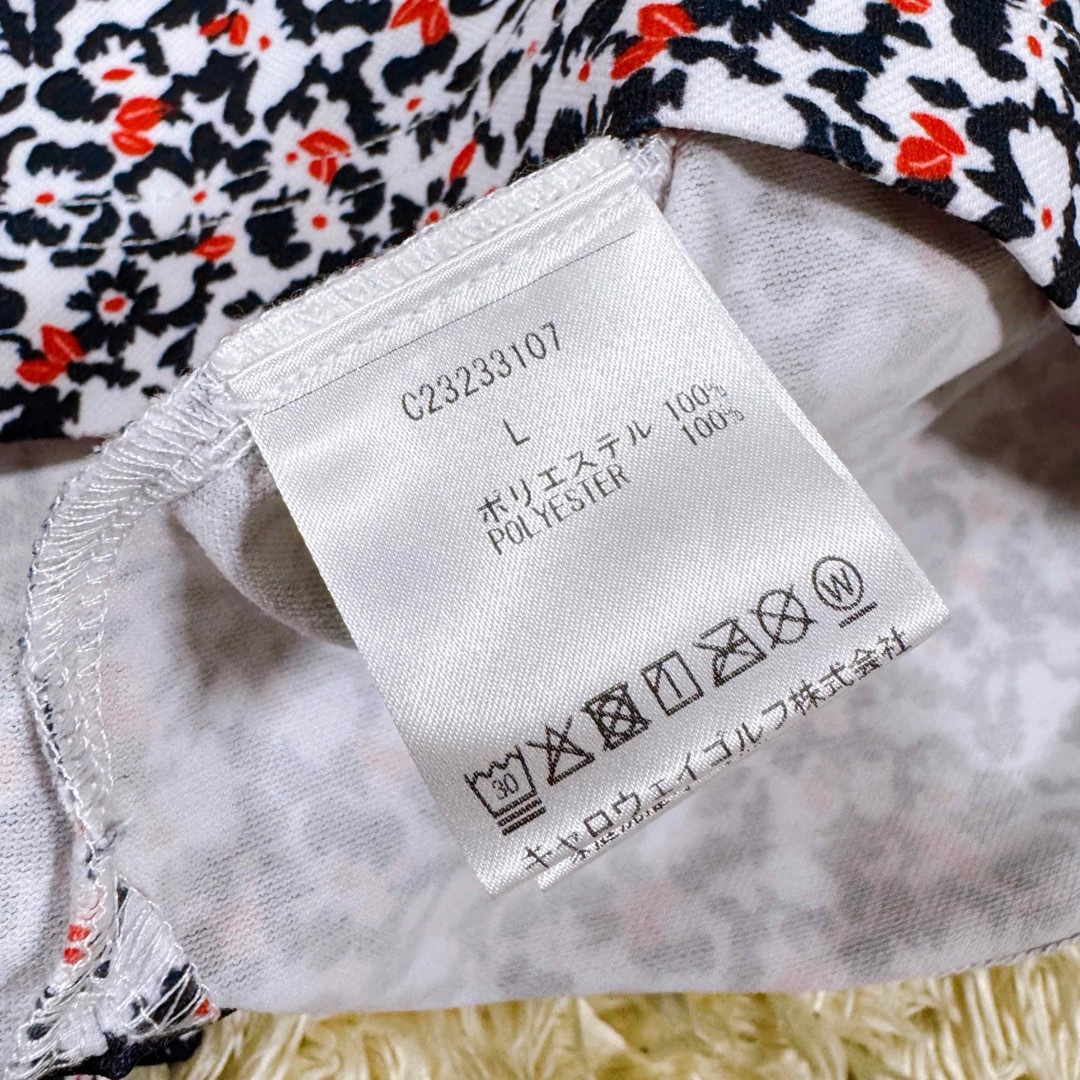 C23233107
L
ポリエステル 100%
POLYESTER 100%
30 W
キャロウェイゴルフ株式会社